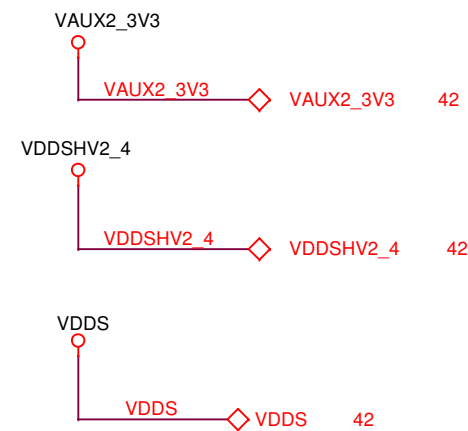 VAUX2_3V3
VAUX2_3V3 VAUX2_3V3 42
VDDSHV2_4
VDDSHV2_4 VDDSHV2_4 42
VDDS
VDDS VDDS 42